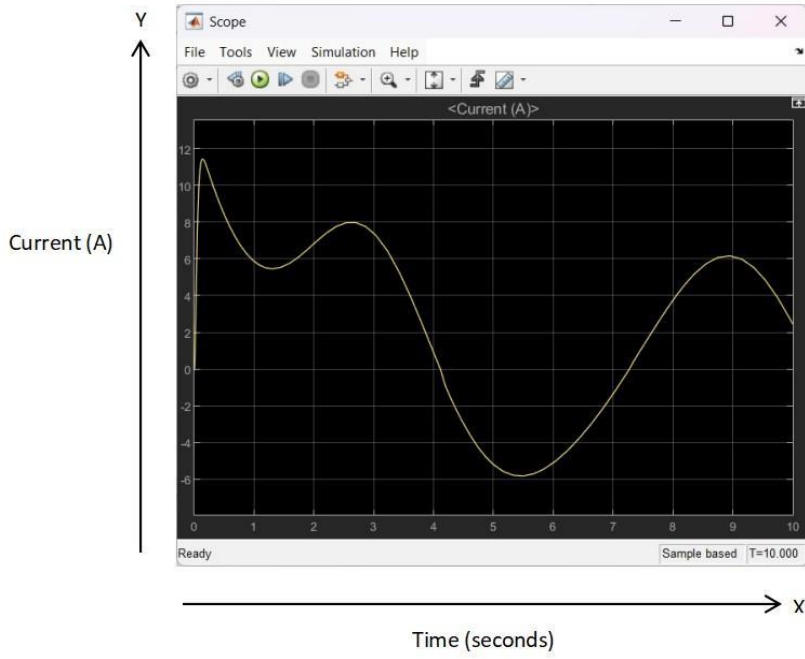 Y
Scope
File Tools View Simulation Help
<Current (A)>
12
10
8
6
4
2
0
-2
-4
-6
0 1 2 3 4 5 6 7 8 9 10
Ready Sample based T=10.000
Current (A)
X
Time (seconds)